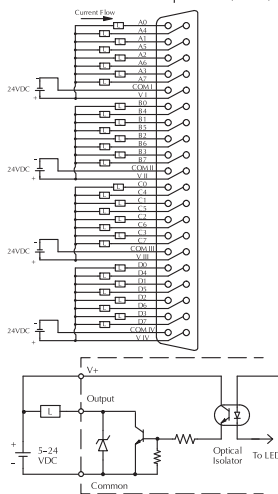 Current Flow
L A0
L A4
L A1
L A5
L A2
L A6
L A3
L A7
24VDC - + COM I
V I
L B0
L B4
L B1
L B5
L B2
L B6
L B3
L B7
24VDC - + COM II
V II
L C0
L C4
L C1
L C5
L C2
L C6
L C3
L C7
24VDC - + COM III
V III
L D0
L D4
L D1
L D5
L D2
L D6
L D3
L D7
24VDC - + COM IV
V IV
V+
Output
L
+
-
5–24
VDC
Optical
Isolator
To LED
Common